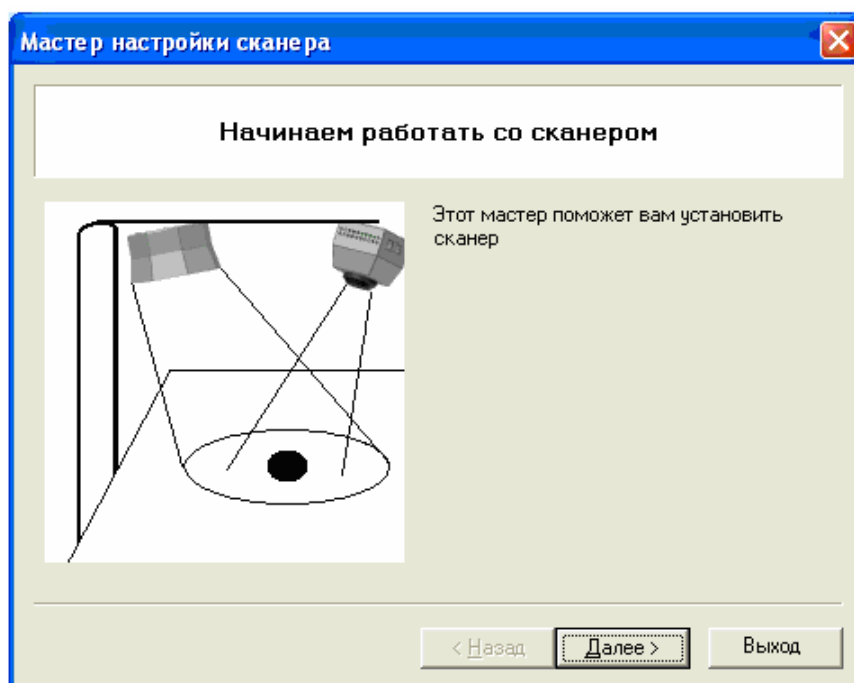 Мастер настройки сканера
Начинаем работать со сканером
Этот мастер поможет вам установить
сканер
< Назад
Далее >
Выход